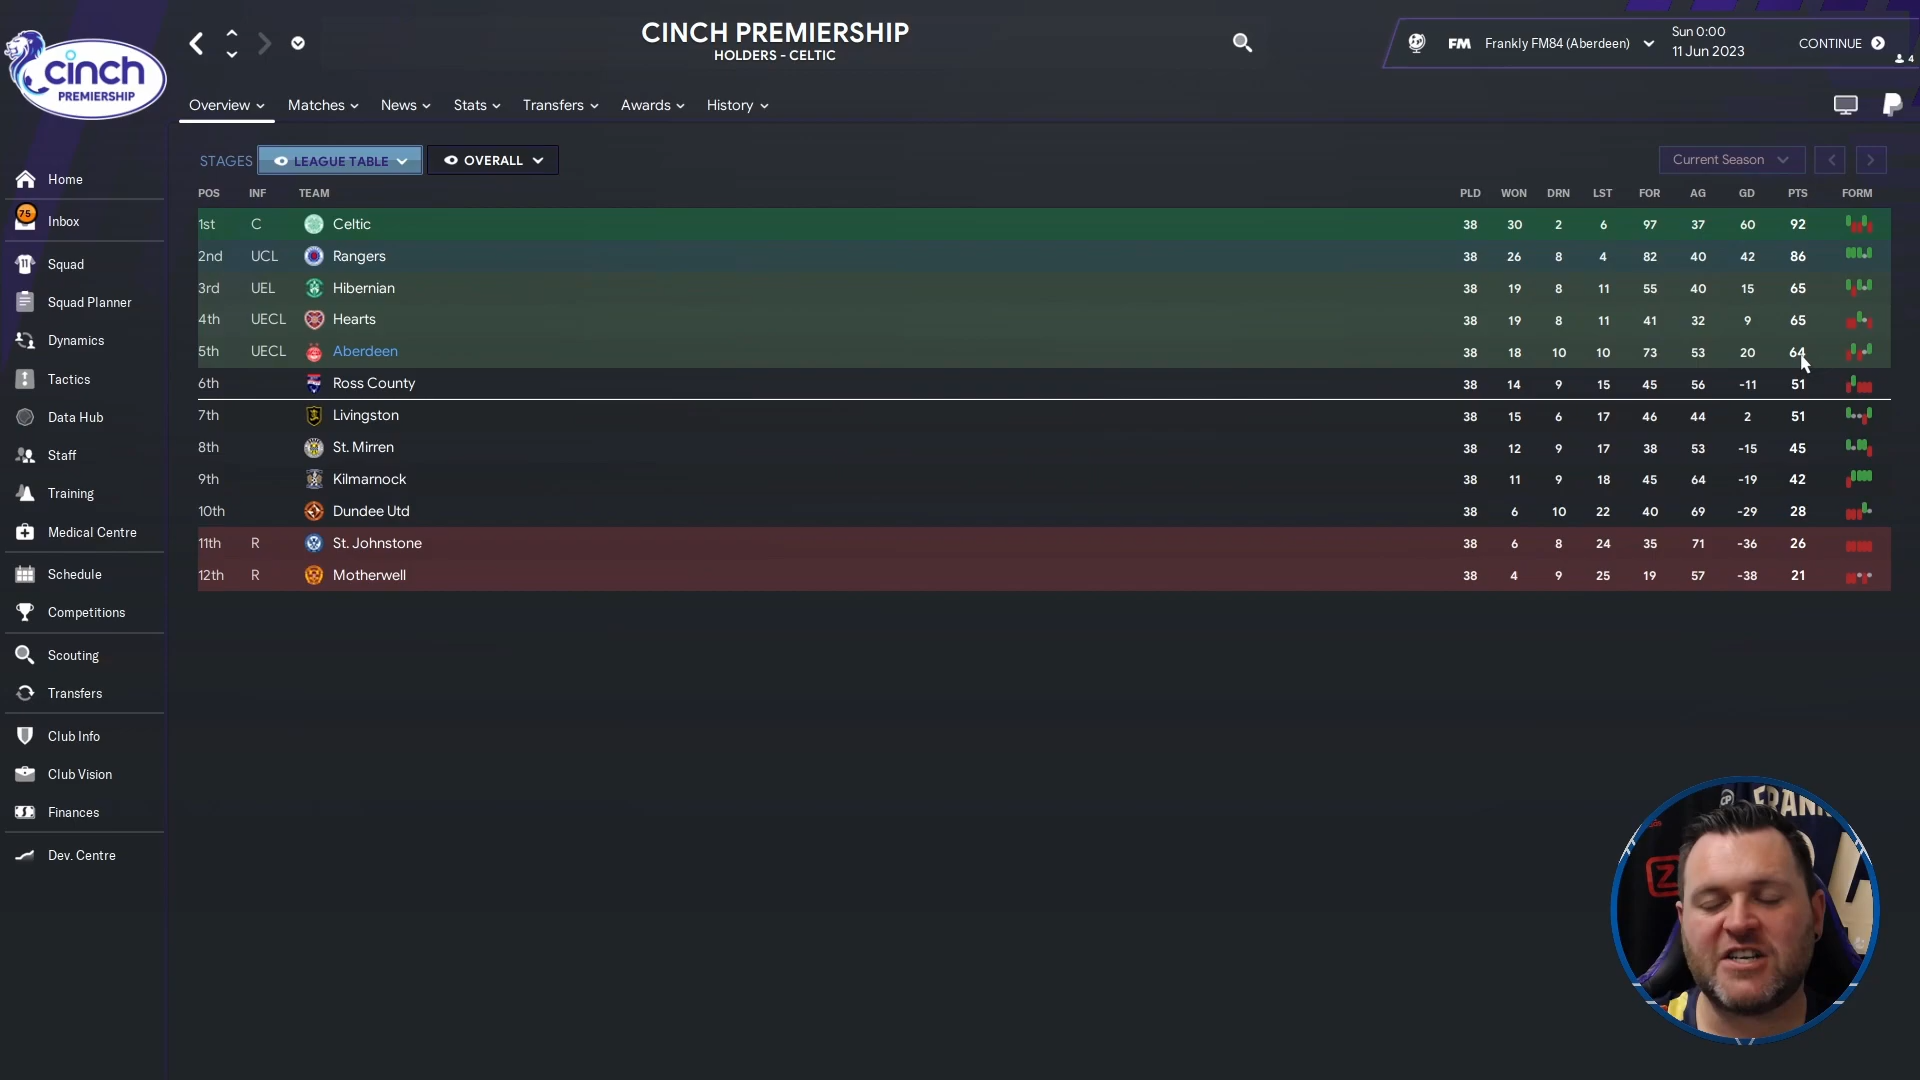 CINCH PREMIERSHIP
HOLDERS - CELTIC
cinch
PREMIERSHIP
FM Frankly FM84 (Aberdeen)
Sun 0:00
11 Jun 2023
CONTINUE
4
Overview Matches News Stats Transfers Awards History
STAGES LEAGUE TABLE OVERALL Current Season
Home
75
Inbox
Squad
Squad Planner
Dynamics
Tactics
Data Hub
Staff
Training
Medical Centre
Schedule
Competitions
Scouting
Transfers
Club Info
Club Vision
Finances
Dev. Centre
POS INF TEAM PLD WON DRN LST FOR AG GD PTS FORM
1st C Celtic 38 30 2 6 97 37 60 92
2nd UCL Rangers 38 26 8 4 82 40 42 86
3rd UEL Hibernian 38 19 8 11 55 40 15 65
4th UECL Hearts 38 19 8 11 41 32 9 65
5th UECL Aberdeen 38 18 10 10 73 53 20 64
6th Ross County 38 14 9 15 45 56 -11 51
7th Livingston 38 15 6 17 46 44 2 51
8th St. Mirren 38 12 9 17 38 53 -15 45
9th Kilmarnock 38 11 9 18 45 64 -19 42
10th Dundee Utd 38 6 10 22 40 69 -29 28
11th R St. Johnstone 38 6 8 24 35 71 -36 26
12th R Motherwell 38 4 9 25 19 57 -38 21